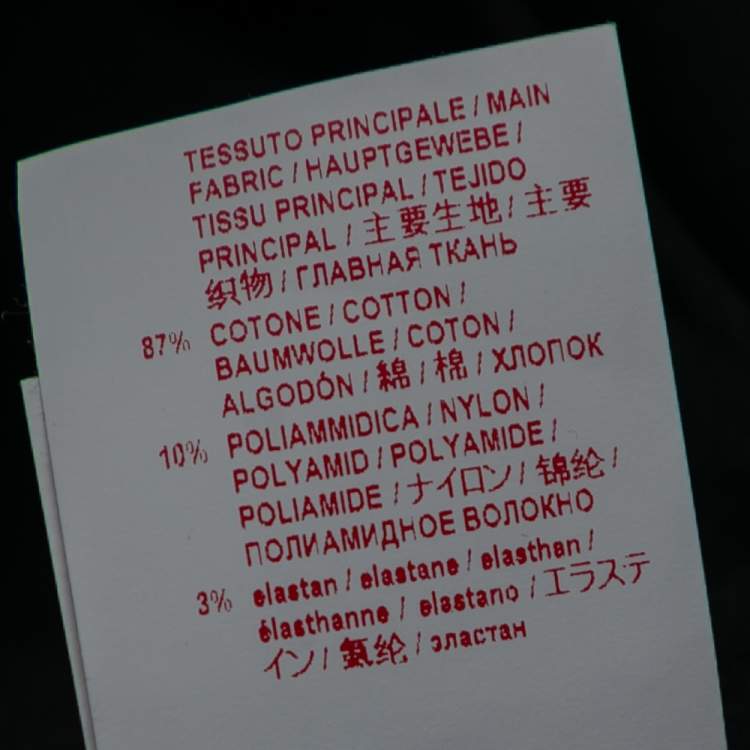 TESSUTO PRINCIPALE / MAIN
FABRIC / HAUPTGEWEBE /
TISSU PRINCIPAL / TEJIDO
PRINCIPAL / 主要生地 / 主要
织物 / ГЛАВНАЯ ТКАНЬ
87% COTONE / COTTON /
BAUMWOLLE / COTON /
ALGODÓN / 綿 / 棉 / ХЛОПОК
10% POLIAMMIDICA / NYLON /
POLYAMID / POLYAMIDE /
POLIAMIDE / ナイロン / 锦纶 /
ПОЛИАМИДНОЕ ВОЛОКНО
3% elastan / elastane / elasthan /
élasthanne / elastano / エラステ
イン / 氨纶 / эластан